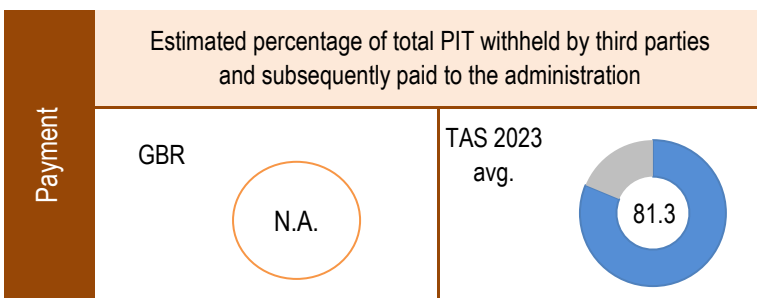 Payment
Estimated percentage of total PIT withheld by third parties
and subsequently paid to the administration
GBR
N.A.
TAS 2023
avg.
81.3